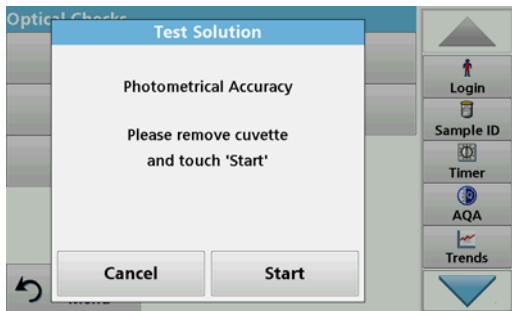 Test Solution
Photometrical Accuracy
Please remove cuvette
and touch 'Start'
Cancel
Start
Login
Sample ID
Timer
AQA
Trends